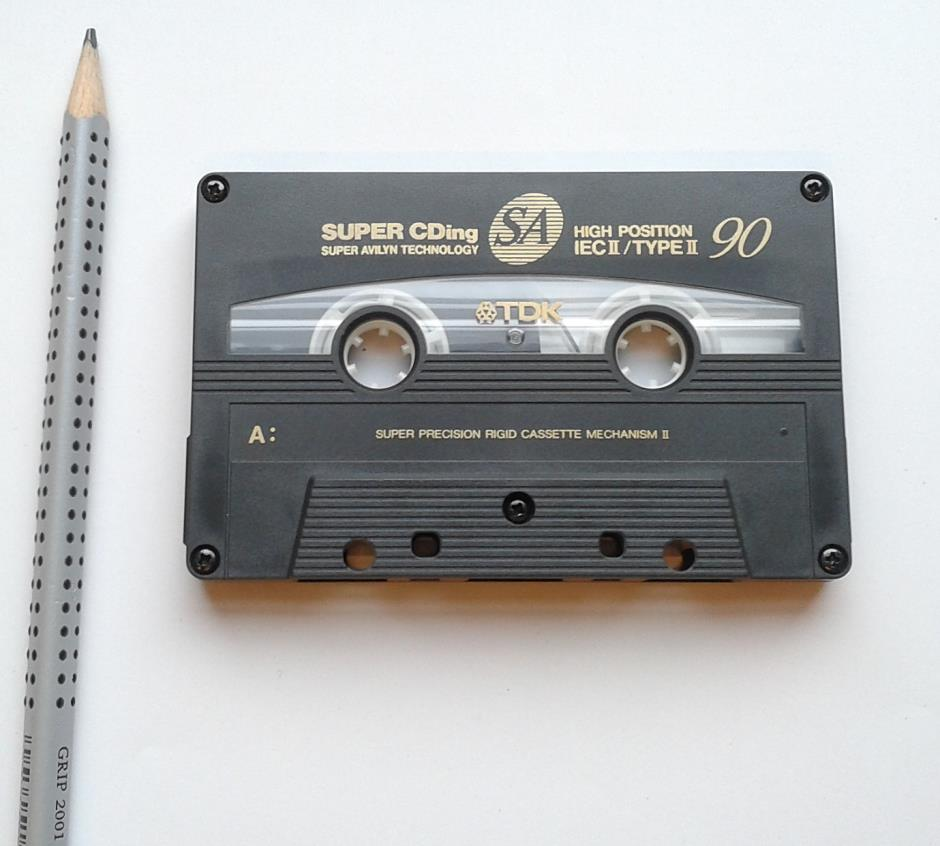 SUPER CDing
SUPER AVILYN TECHNOLOGY
SA
HIGH POSITION
IEC II/TYPE II
90
TDK
A:
SUPER PRECISION RIGID CASSETTE MECHANISM II
GRIP 2001